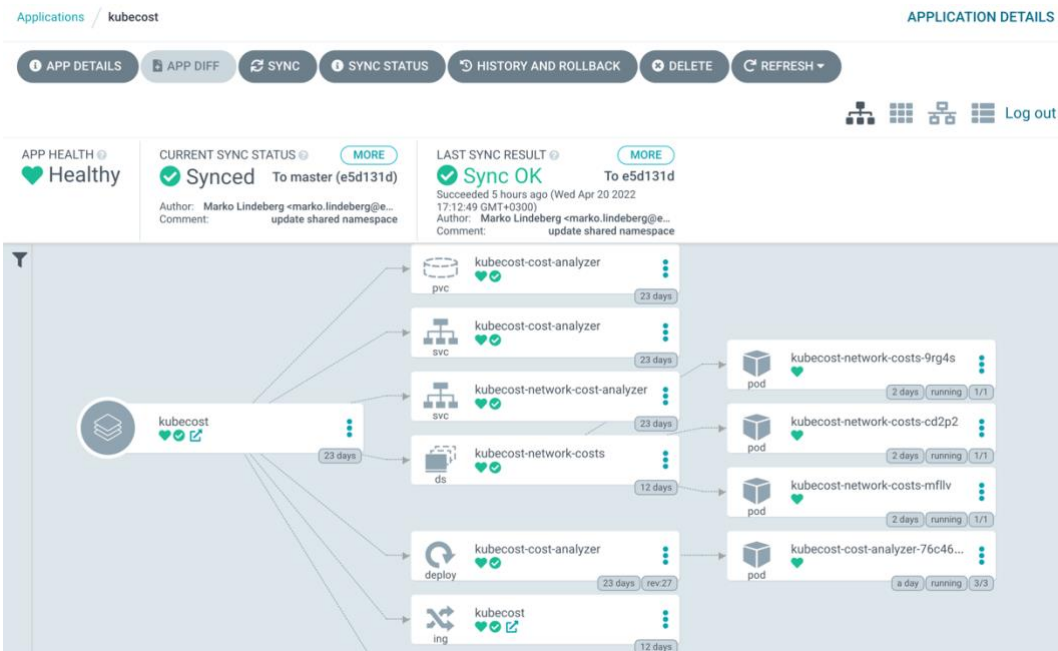 Applications / kubecost
APPLICATION DETAILS
APP DETAILS
APP DIFF
SYNC
SYNC STATUS
HISTORY AND ROLLBACK
DELETE
REFRESH
Log out
APP HEALTH
Healthy
CURRENT SYNC STATUS
MORE
Synced
To master (e5d131d)
Author: Marko Lindeberg <marko.lindeberg@e...
Comment: update shared namespace
LAST SYNC RESULT
MORE
Sync OK
To e5d131d
Succeeded 5 hours ago (Wed Apr 20 2022
17:12:49 GMT+0300)
Author: Marko Lindeberg <marko.lindeberg@e...
Comment: update shared namespace
kubecost
23 days
pvc
kubecost-cost-analyzer
23 days
svc
kubecost-cost-analyzer
23 days
svc
kubecost-network-cost-analyzer
23 days
ds
kubecost-network-costs
12 days
deploy
kubecost-cost-analyzer
23 days rev:27
ing
kubecost
12 days
pod
kubecost-network-costs-9rg4s
2 days running 1/1
pod
kubecost-network-costs-cd2p2
2 days running 1/1
pod
kubecost-network-costs-mfllv
2 days running 1/1
pod
kubecost-cost-analyzer-76c46...
a day running 3/3